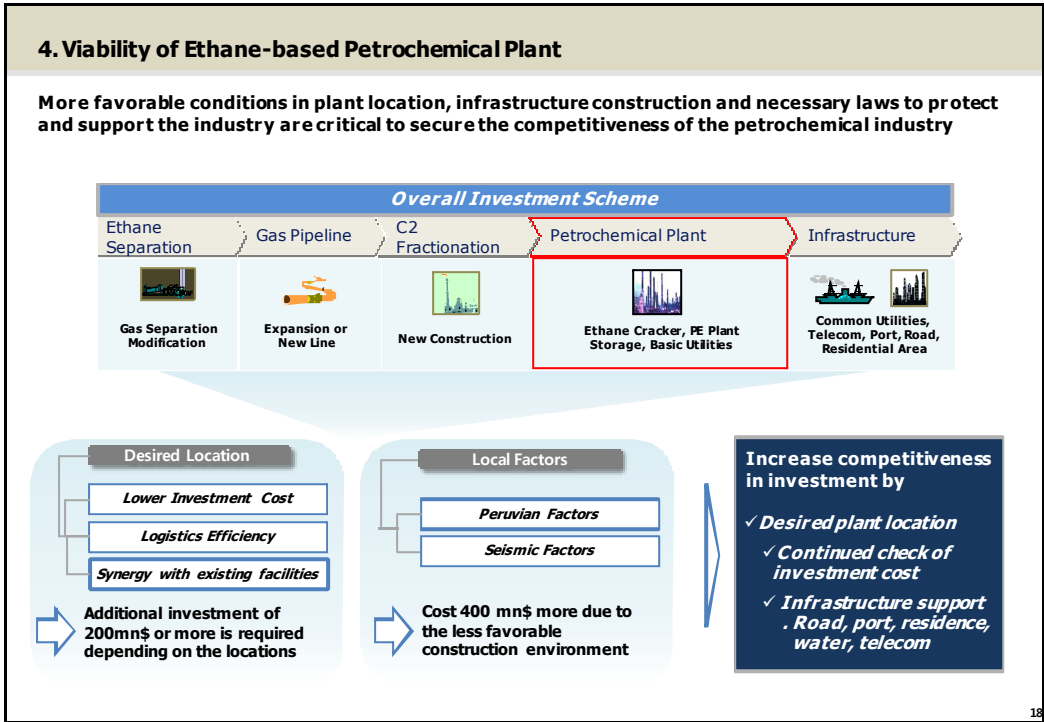 4. Viability of Ethane-based Petrochemical Plant
More favorable conditions in plant location, infrastructure construction and necessary laws to protect
and support the industry are critical to secure the competitiveness of the petrochemical industry
Overall Investment Scheme
Ethane
Separation
Gas Pipeline
C2
Fractionation
Petrochemical Plant
Infrastructure
Gas Separation
Modification
Expansion or
New Line
New Construction
Ethane Cracker, PE Plant
Storage, Basic Utilities
Common Utilities,
Telecom, Port, Road,
Residential Area
Desired Location
Lower Investment Cost
Logistics Efficiency
Synergy with existing facilities
Additional investment of
200mn$ or more is required
depending on the locations
Local Factors
Peruvian Factors
Seismic Factors
Cost 400 mn$ more due to
the less favorable
construction environment
Increase competitiveness
in investment by
✓Desired plant location
✓Continued check of
investment cost
✓ Infrastructure support
. Road, port, residence,
water, telecom
18